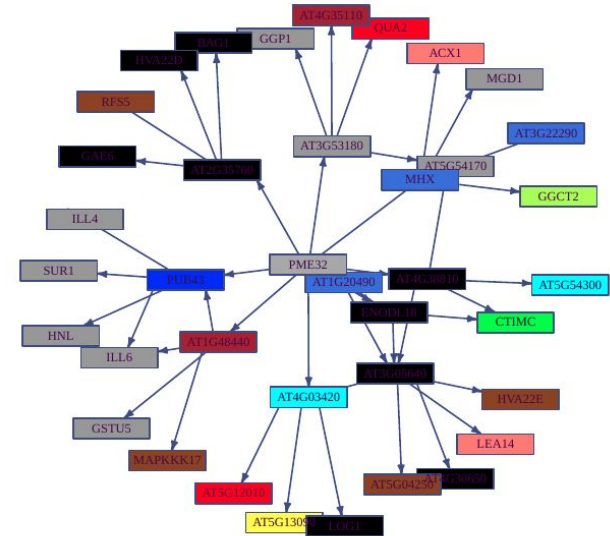 AT4G35110
QUA2
BAG1
GGP1
ACX1
HVA22D
MGD1
RFS5
AT3G22290
AT3G53180
GAE6
AT5G54170
MHX
GGCT2
ILL4
PME32
SUR1
PUB43
AT1G20490
AT4G38810
AT5G54300
ENODL18
CTIMC
HNL
AT1G48440
ILL6
AT3G05640
AT4G03420
HVA22E
GSTU5
LEA14
MAPKKK17
AT5G04250
AT5G12010
AT5G13090
LOG1